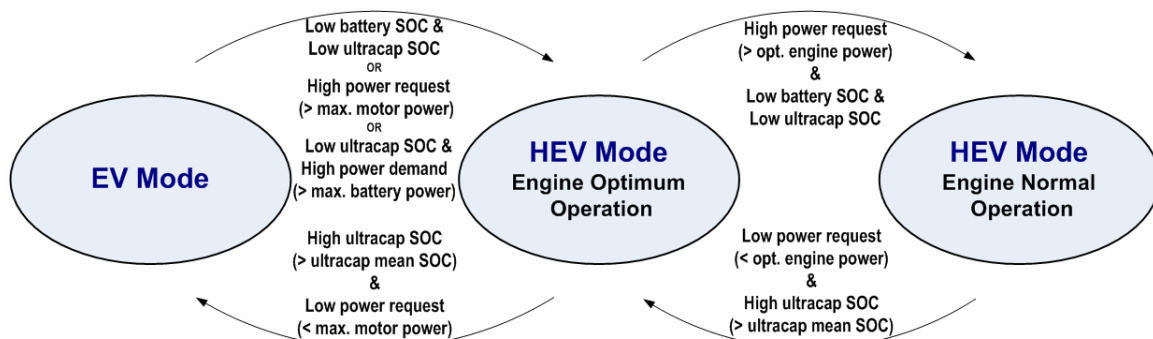 EV Mode
Low battery SOC &
Low ultracap SOC
OR
High power request
(> max. motor power)
OR
Low ultracap SOC &
High power demand
(> max. battery power)
High ultracap SOC
(> ultracap mean SOC)
&
Low power request
(< max. motor power)
HEV Mode
Engine Optimum
Operation
High power request
(> opt. engine power)
&
Low battery SOC &
Low ultracap SOC
Low power request
(< opt. engine power)
&
High ultracap SOC
(> ultracap mean SOC)
HEV Mode
Engine Normal
Operation